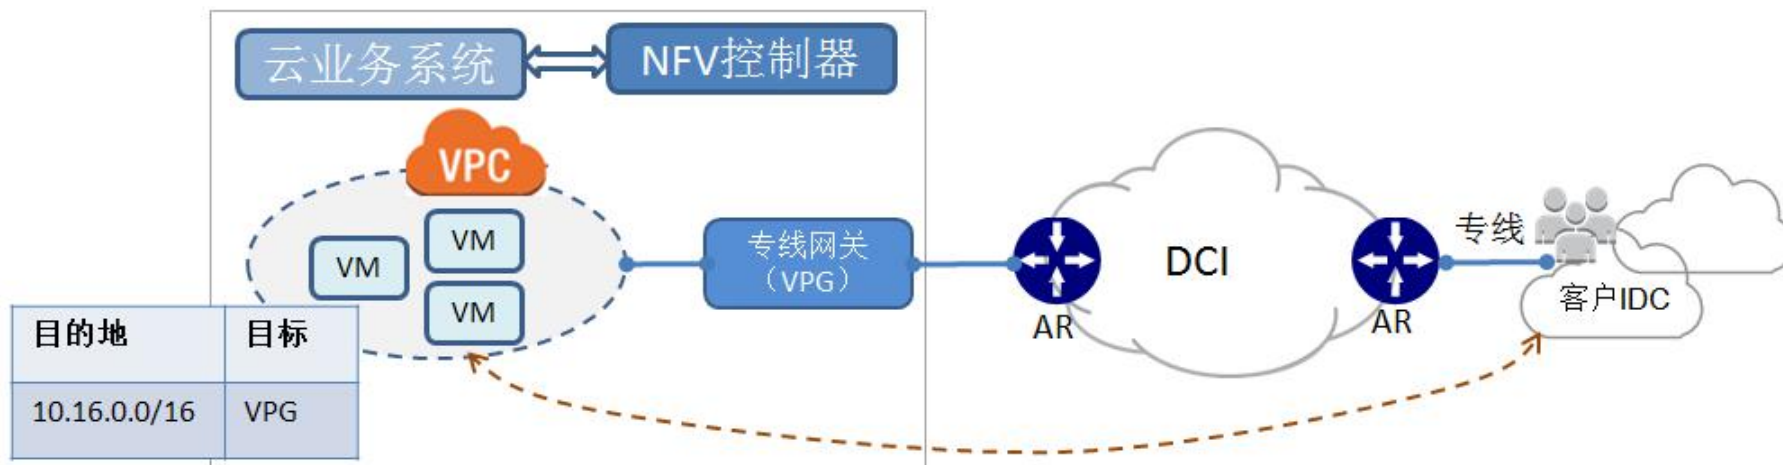 云业务系统
NFV控制器
VPC
VM
VM
VM
专线网关
（VPG）
AR
DCI
AR
专线
客户IDC
目的地 目标
10.16.0.0/16 VPG